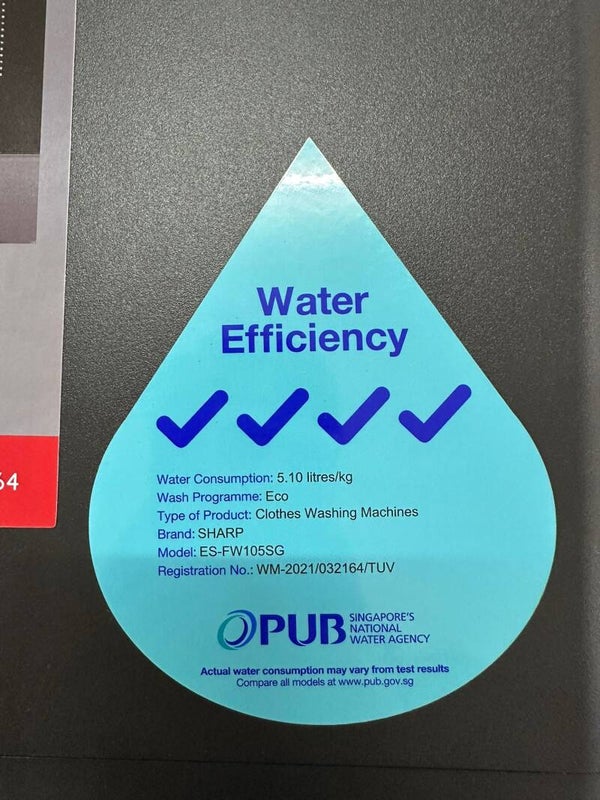 Water
Efficiency
Water Consumption: 5.10 litres/kg
Wash Programme: Eco
Type of Product: Clothes Washing Machines
Brand: SHARP
Model: ES-FW105SG
Registration No.: WM-2021/032164/TUV
64
PUB SINGAPORE'S
NATIONAL
WATER AGENCY
Actual water consumption may vary from test results
Compare all models at www.pub.gov.sg